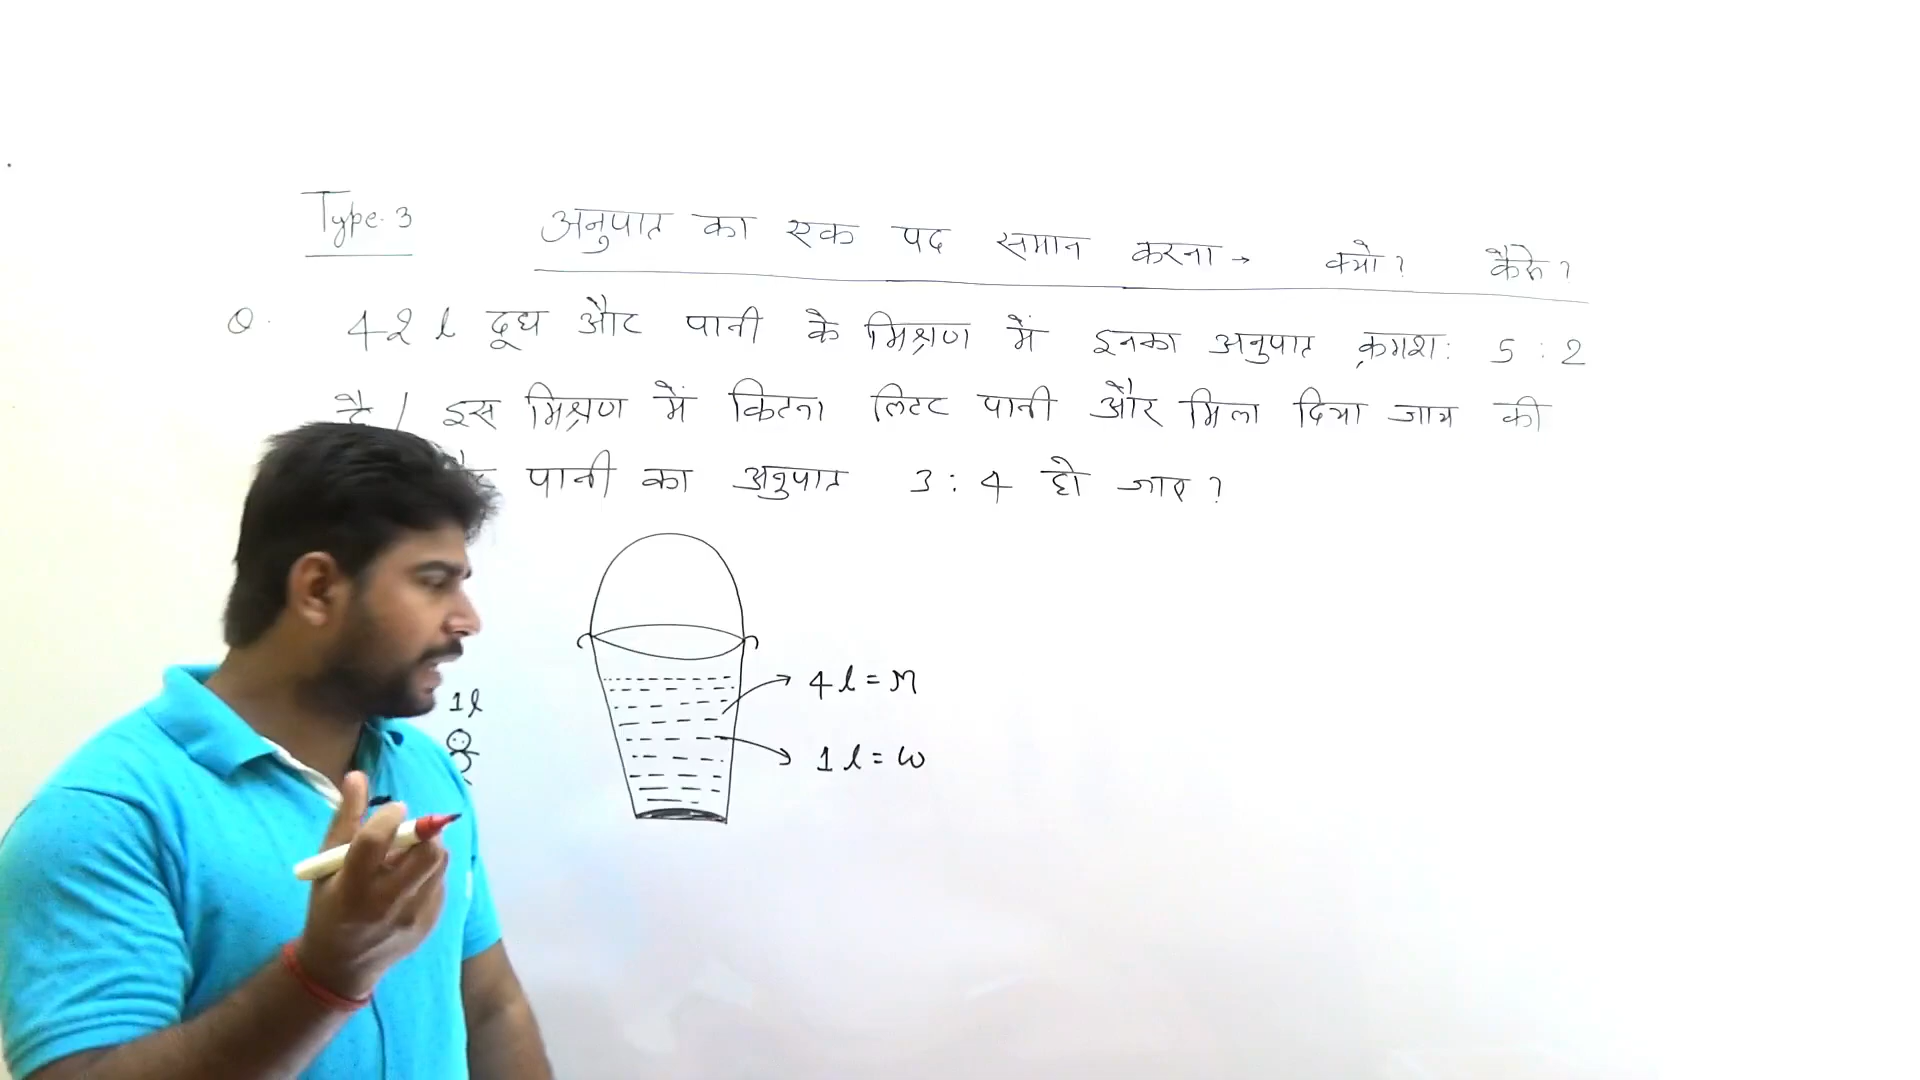 Type-3 अनुपात का एक पद समान करना → क्यो? कैसे?
Q. 42 l दूध और पानी के मिश्रण में इनका अनुपात क्रमश: 5 : 2
है / इस मिश्रण में कितना लिटर पानी और मिला दिया जाय की
पानी का अनुपात 3 : 4 हो जाए ?
4 l = M
1 l
1 l = W